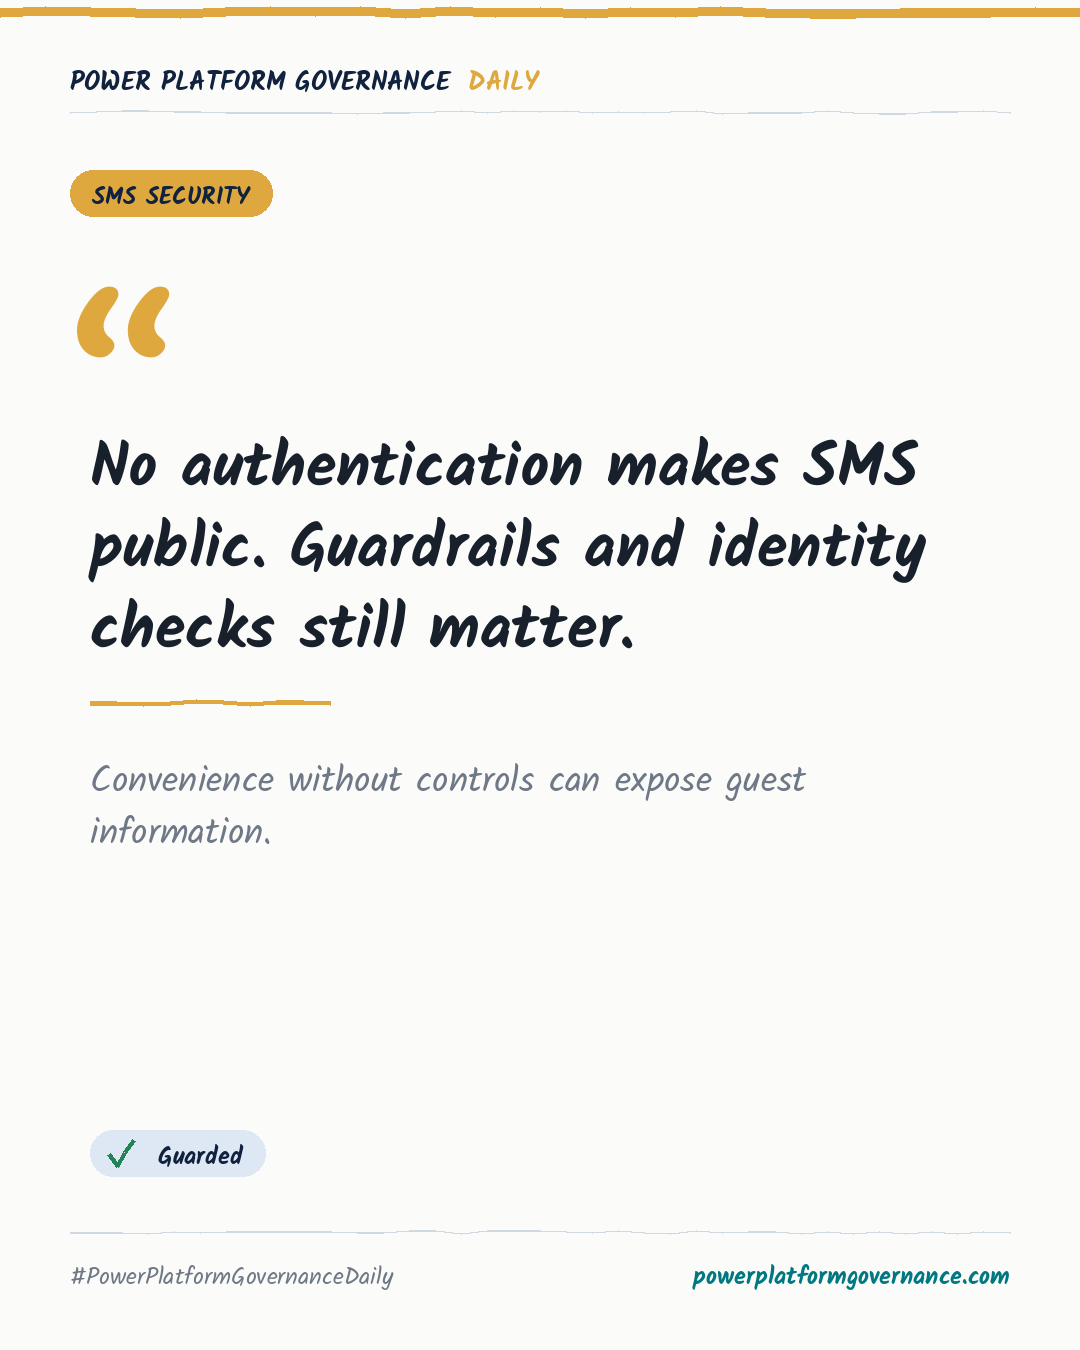 POWER PLATFORM GOVERNANCE DAILY
SMS SECURITY
“
No authentication makes SMS
public. Guardrails and identity
checks still matter.
Convenience without controls can expose guest
information.
✓ Guarded
#PowerPlatformGovernanceDaily
powerplatformgovernance.com